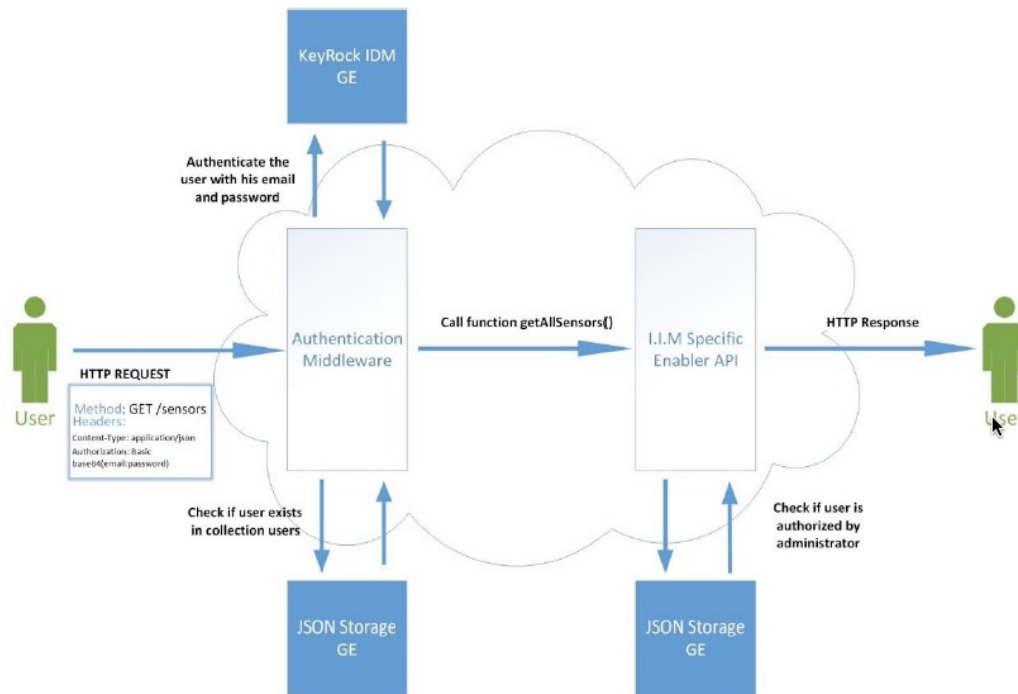 KeyRock IDM
GE
Authenticate the
user with his email
and password
Authentication
Middleware
Call function getAllSensors()
I.I.M Specific
Enabler API
HTTP Response
User
HTTP REQUEST
Method: GET /sensors
Headers:
Content-Type: application/json
Authorization: Basic
base64(email:password)
User
Check if user exists
in collection users
Check if user is
authorized by
administrator
JSON Storage
GE
JSON Storage
GE